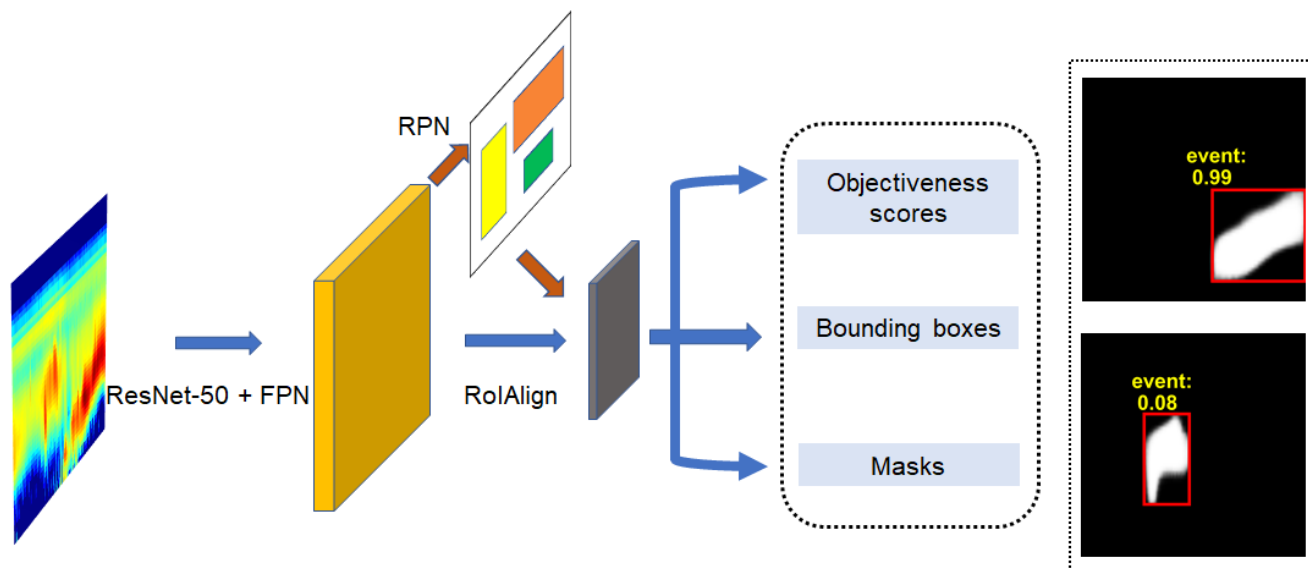 RPN
ResNet-50 + FPN
RoIAlign
Objectiveness
scores
Bounding boxes
Masks
event:
0.99
event:
0.08